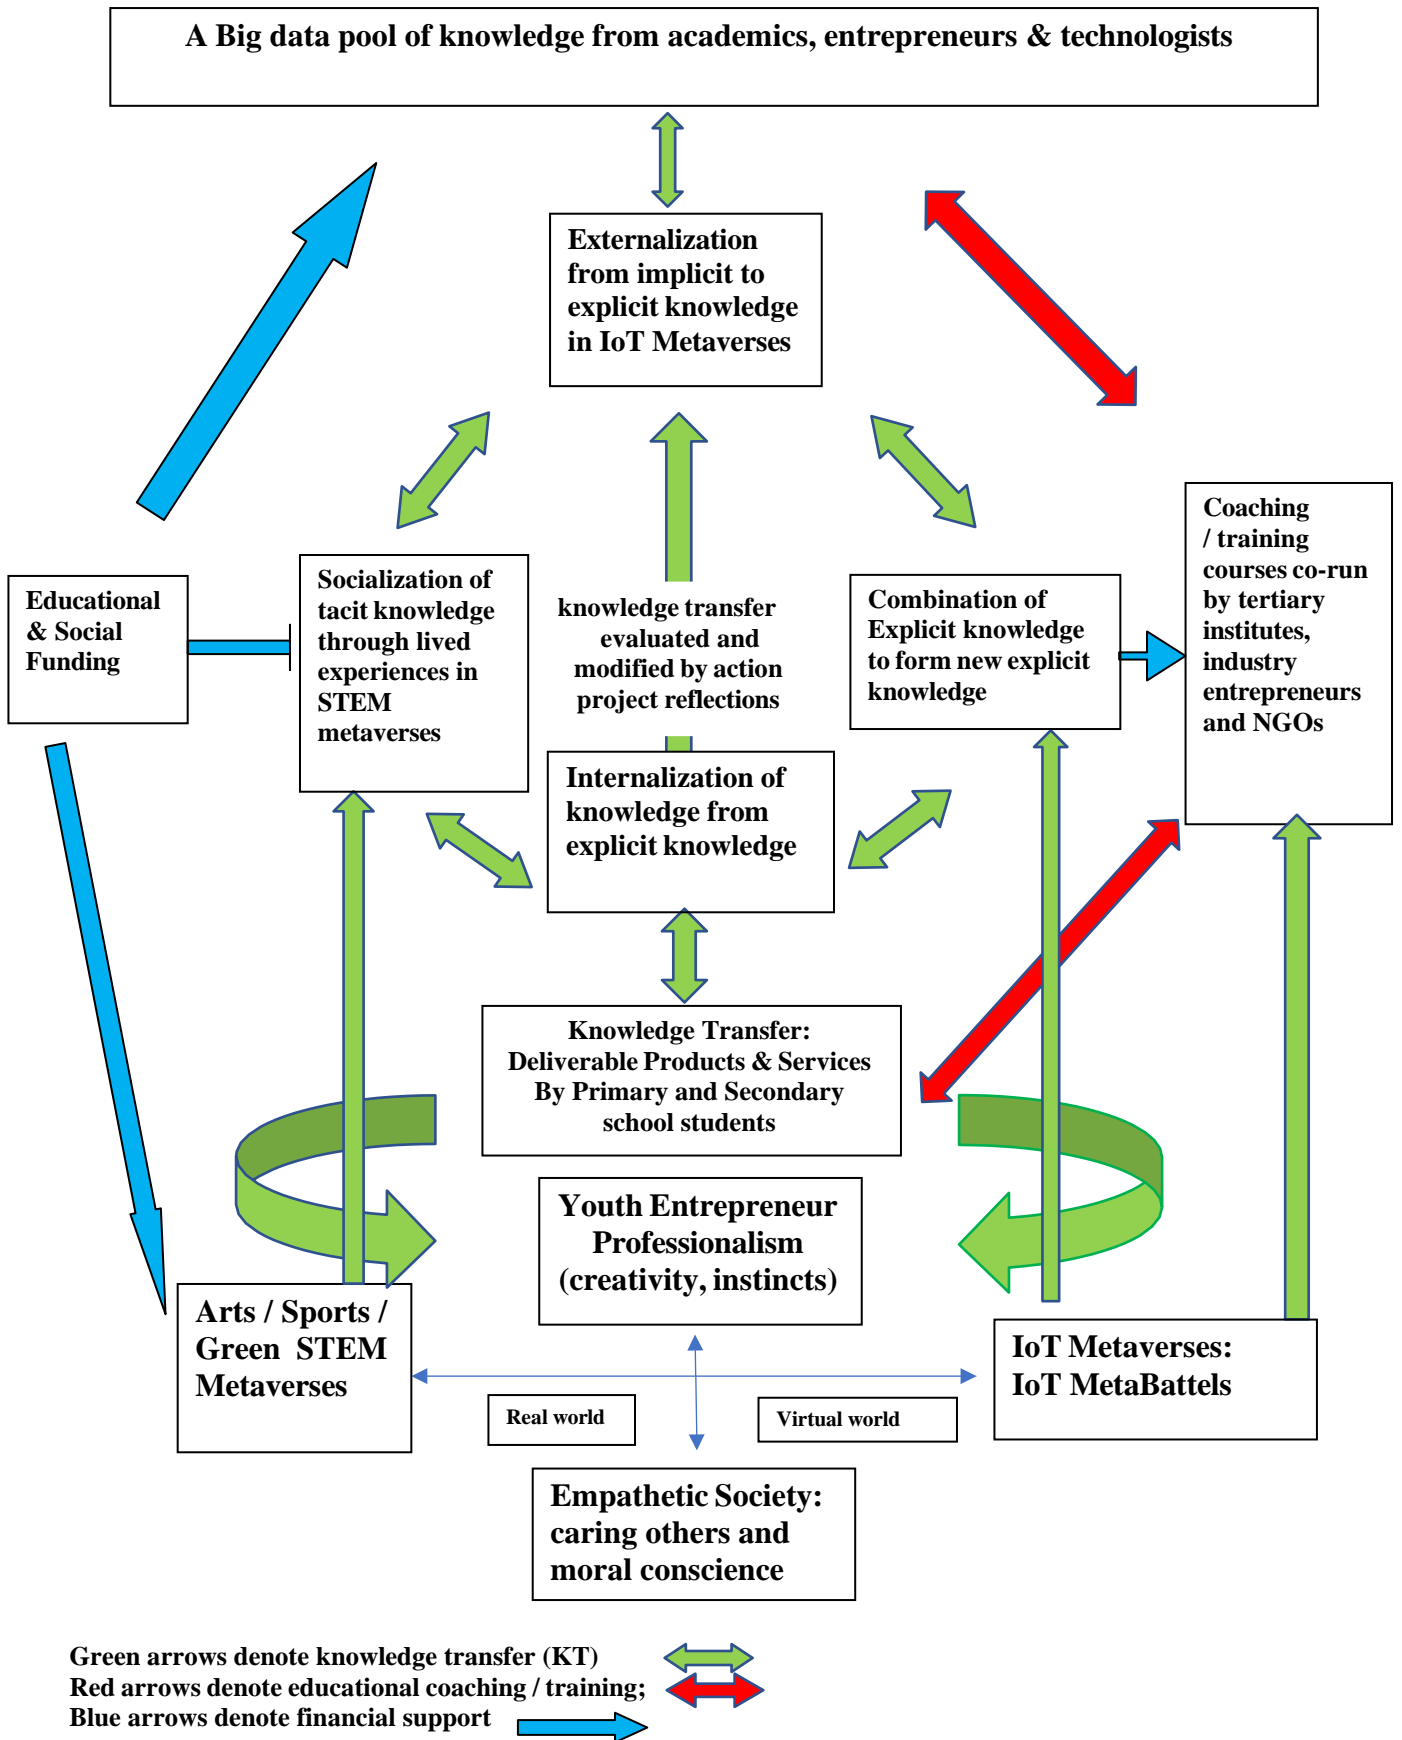 A Big data pool of knowledge from academics, entrepreneurs & technologists
Externalization
from implicit to
explicit knowledge
in IoT Metaverses
Educational
& Social
Funding
Socialization of
tacit knowledge
through lived
experiences in
STEM
metaverses
knowledge transfer
evaluated and
modified by action
project reflections
Combination of
Explicit knowledge
to form new explicit
knowledge
Coaching
/ training
courses co-run
by tertiary
institutes,
industry
entrepreneurs
and NGOs
Internalization of
knowledge from
explicit knowledge
Knowledge Transfer:
Deliverable Products & Services
By Primary and Secondary
school students
Youth Entrepreneur
Professionalism
(creativity, instincts)
Arts / Sports /
Green STEM
Metaverses
IoT Metaverses:
IoT MetaBattels
Real world
Virtual world
Empathetic Society:
caring others and
moral conscience
Green arrows denote knowledge transfer (KT)
Red arrows denote educational coaching / training;
Blue arrows denote financial support